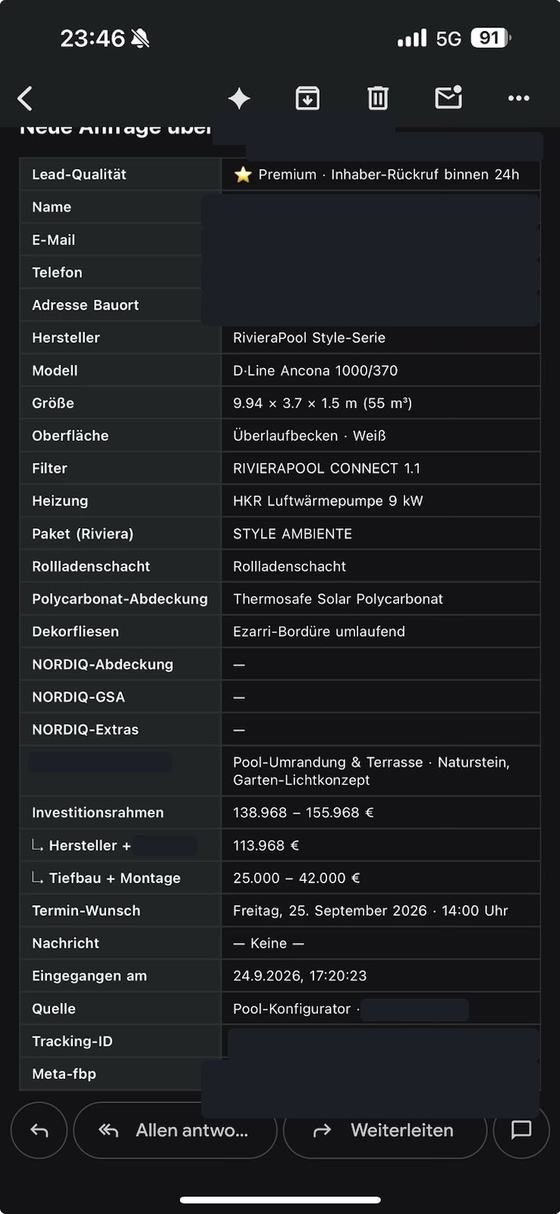 23:46
5G 91
Neue Anfrage über
Lead-Qualität ⭐ Premium · Inhaber-Rückruf binnen 24h
Name
E-Mail
Telefon
Adresse Bauort
Hersteller RivieraPool Style-Serie
Modell D-Line Ancona 1000/370
Größe 9.94 × 3.7 × 1.5 m (55 m³)
Oberfläche Überlaufbecken · Weiß
Filter RIVIERAPOOL CONNECT 1.1
Heizung HKR Luftwärmepumpe 9 kW
Paket (Riviera) STYLE AMBIENTE
Rollladenschacht Rollladenschacht
Polycarbonat-Abdeckung Thermosafe Solar Polycarbonat
Dekorfliesen Ezarri-Bordüre umlaufend
NORDIQ-Abdeckung —
NORDIQ-GSA —
NORDIQ-Extras —
Pool-Umrandung & Terrasse · Naturstein,
Garten-Lichtkonzept
Investitionsrahmen 138.968 – 155.968 €
↳ Hersteller + 113.968 €
↳ Tiefbau + Montage 25.000 – 42.000 €
Termin-Wunsch Freitag, 25. September 2026 · 14:00 Uhr
Nachricht — Keine —
Eingegangen am 24.9.2026, 17:20:23
Quelle Pool-Konfigurator ·
Tracking-ID
Meta-fbp
Allen antwo... Weiterleiten